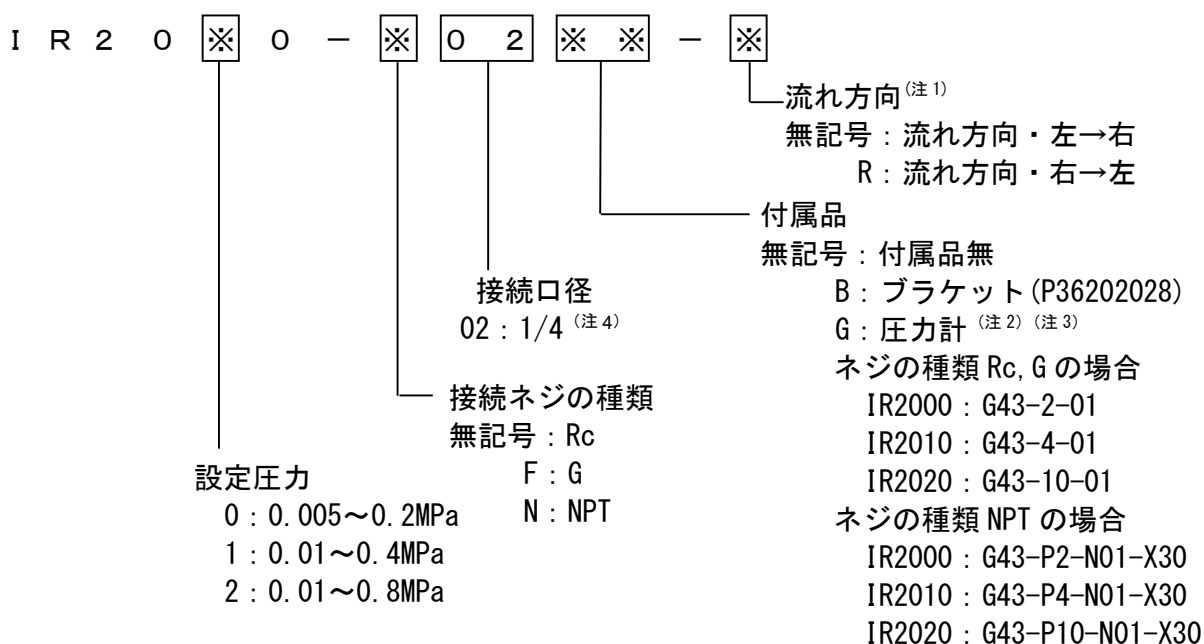 ＩＲ２０※０－※０２※※－※
流れ方向(注1)
無記号：流れ方向・左→右
R：流れ方向・右→左
付属品
無記号：付属品無
B：ブラケット(P36202028)
G：圧力計(注2)(注3)
ネジの種類 Rc,G の場合
IR2000：G43-2-01
IR2010：G43-4-01
IR2020：G43-10-01
ネジの種類 NPT の場合
IR2000：G43-P2-N01-X30
IR2010：G43-P4-N01-X30
IR2020：G43-P10-N01-X30
接続口径
02：1/4(注4)
接続ネジの種類
無記号：Rc
F：G
N：NPT
設定圧力
0：0.005～0.2MPa
1：0.01～0.4MPa
2：0.01～0.8MPa